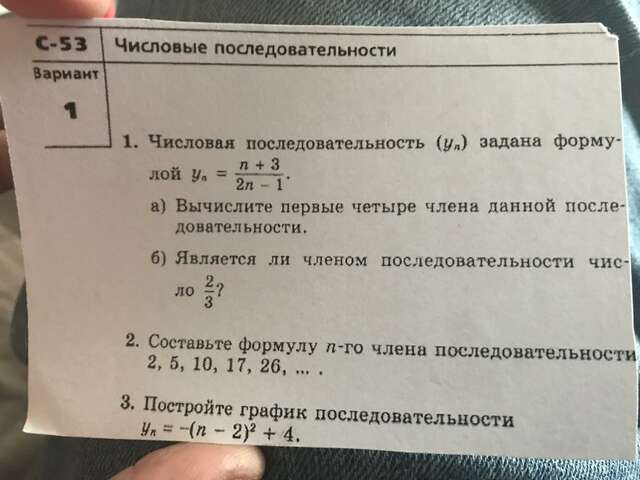 С-53 Числовые последовательности
Вариант
1
1. Числовая последовательность (yₙ) задана форму-
лой yₙ = (n + 3)/(2n − 1).
а) Вычислите первые четыре члена данной после-
довательности.
б) Является ли членом последовательности чис-
ло 2/3?
2. Составьте формулу n-го члена последовательности
2, 5, 10, 17, 26, ... .
3. Постройте график последовательности
yₙ = −(n − 2)² + 4.